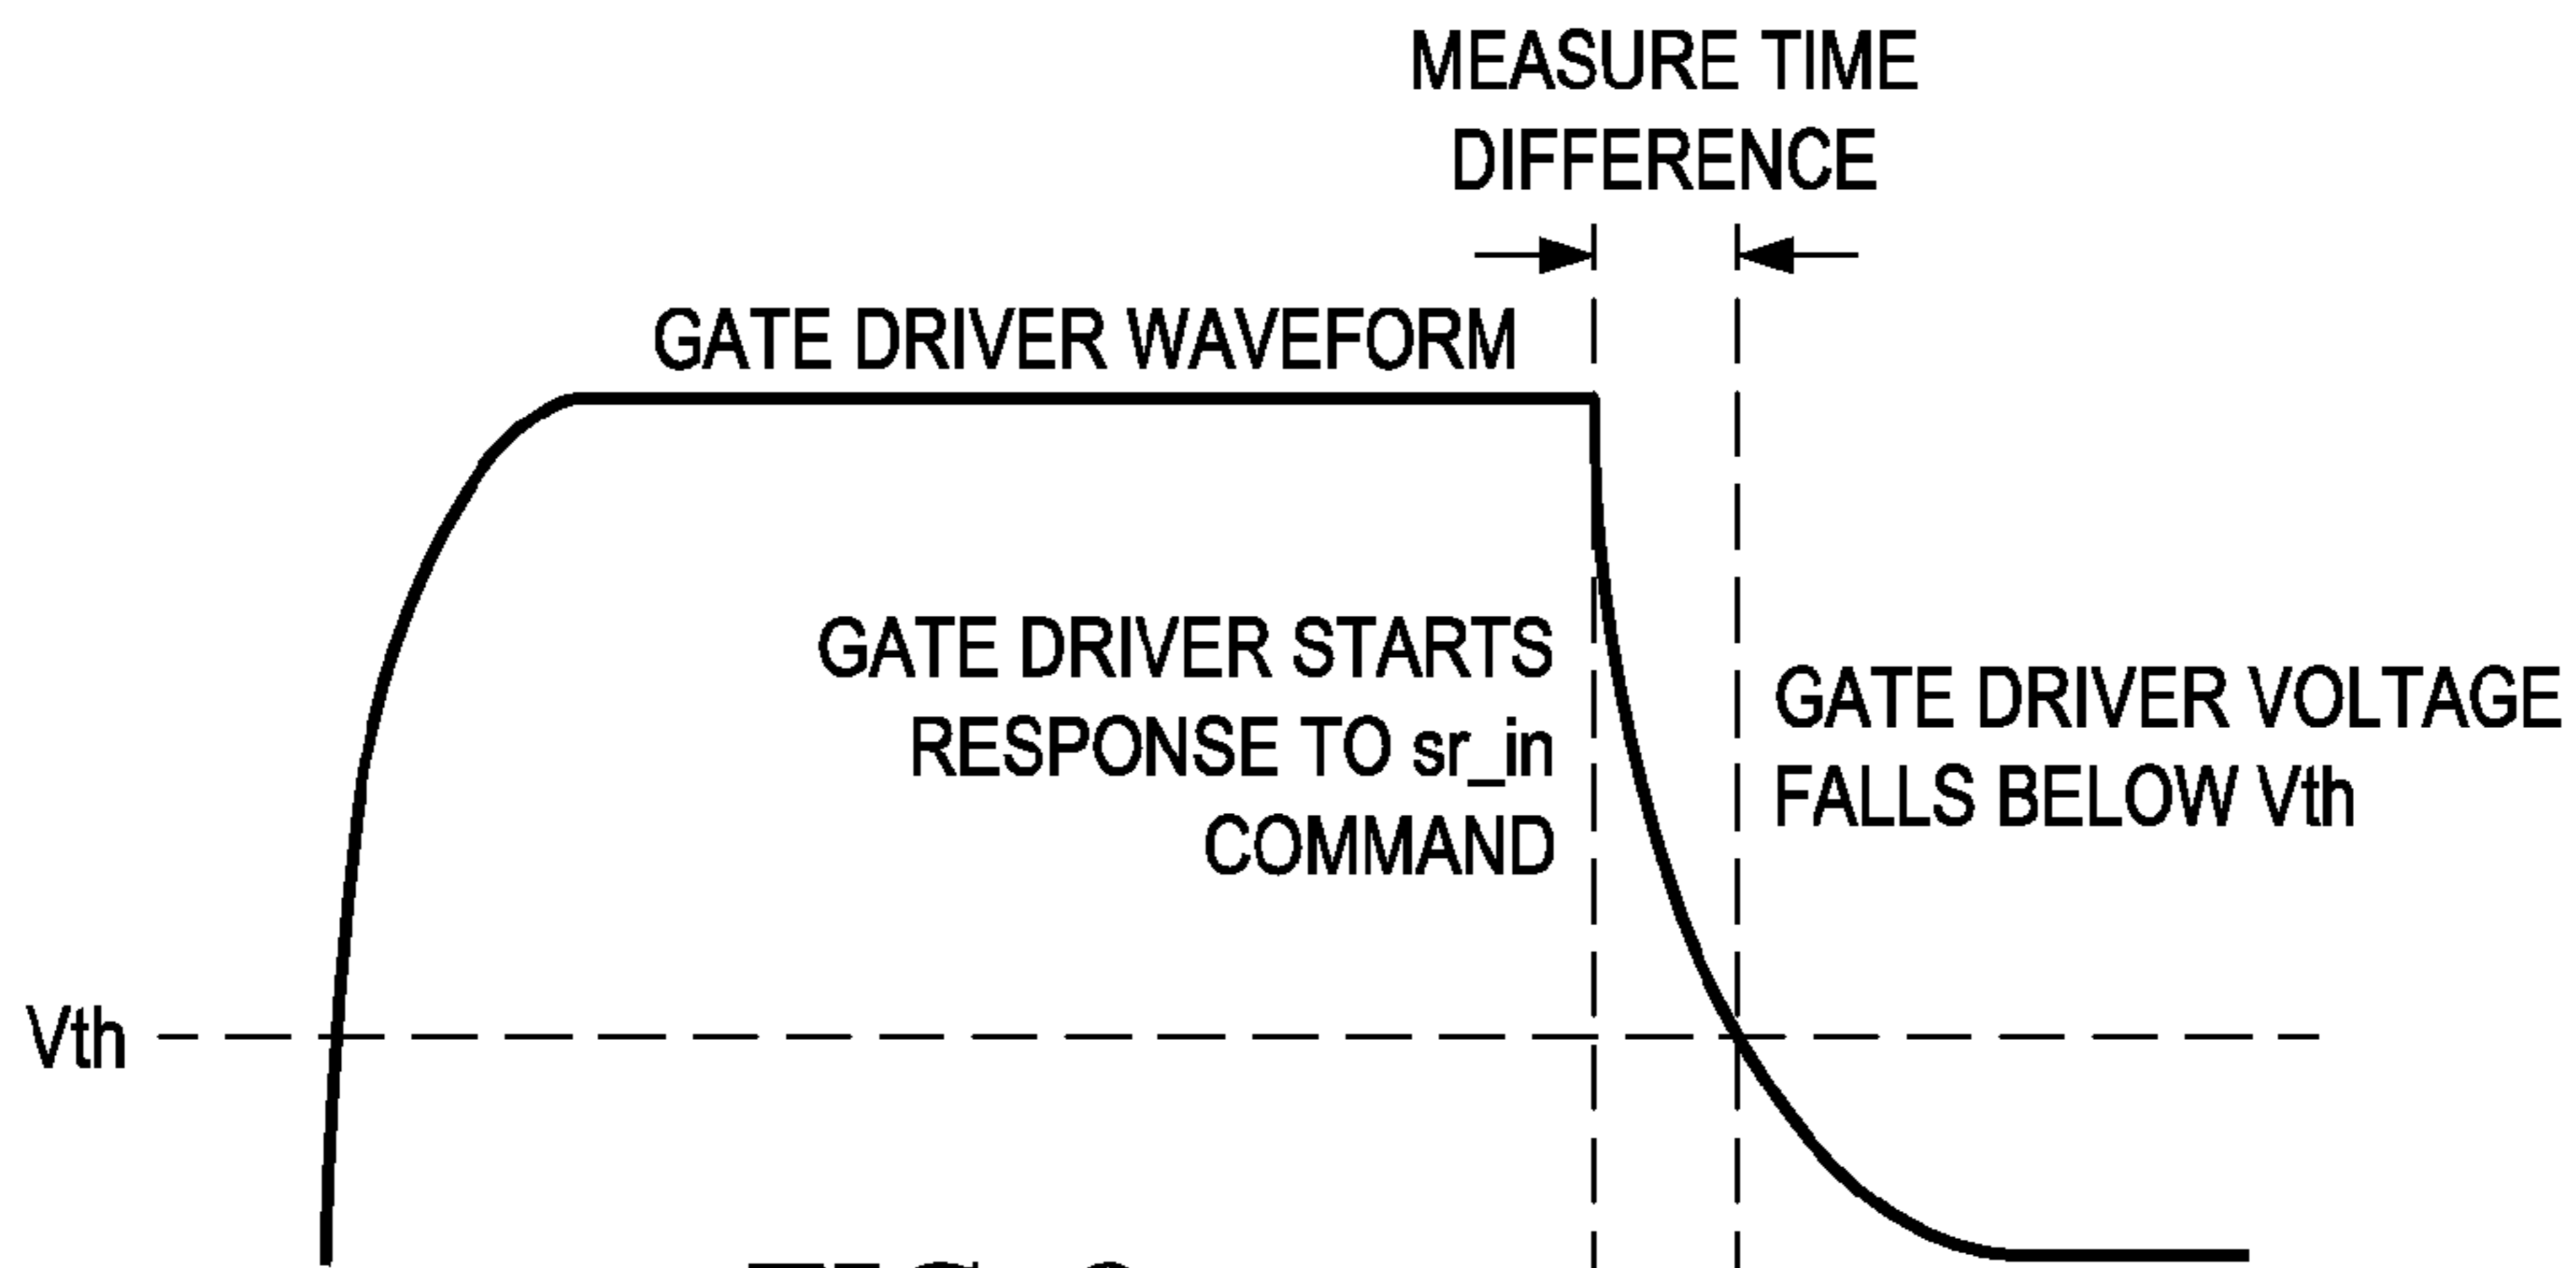 MEASURE TIME
DIFFERENCE
GATE DRIVER WAVEFORM
GATE DRIVER STARTS
RESPONSE TO sr_in
COMMAND
GATE DRIVER VOLTAGE
FALLS BELOW Vth
Vth